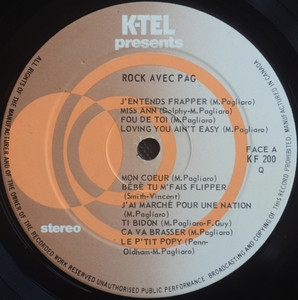 K-TEL
presents
ROCK AVEC PAG
J'ENTENDS FRAPPER (M.Pagliaro)
MISS ANN (Dolphy-M.Pagliaro)
FOU DE TOI (M.Pagliaro)
LOVING YOU AIN'T EASY (M.Pagliaro)
FACE A
KF 200
Q
MON COEUR (M.Pagliaro)
BÉBÉ TU M'FAIS FLIPPER
(Smith-Vincent)
J'AI MARCHÉ POUR UNE NATION
(M.Pagliaro)
TI BIDON (M.Pagliaro-F.Guy)
CA VA BRASSER (M.Pagliaro)
LE P'TIT POPY (Penn-
Oldham-M.Pagliaro)
stereo
ALL RIGHTS OF THE MANUFACTURER AND OF THE OWNER OF THE RECORDED WORK RESERVED UNAUTHORISED PUBLIC PERFORMANCE, BROADCASTING AND COPYING OF THIS RECORD PROHIBITED. MANUFACTURED IN CANADA